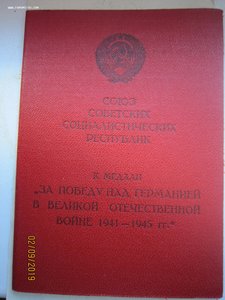 СОЮЗ
СОВЕТСКИХ
СОЦИАЛИСТИЧЕСКИХ
РЕСПУБЛИК
К МЕДАЛИ
„ЗА ПОБЕДУ НАД ГЕРМАНИЕЙ
В ВЕЛИКОЙ ОТЕЧЕСТВЕННОЙ
ВОЙНЕ 1941—1945 гг.“
02/09/2019